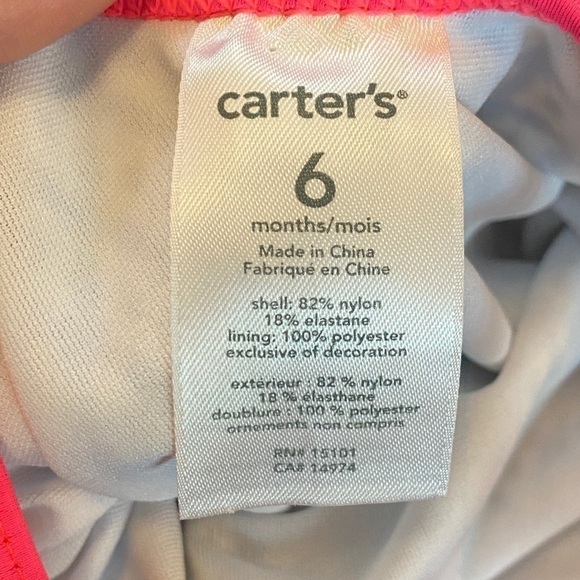 carter's®
6
months/mois
Made in China
Fabriqué en Chine
shell: 82% nylon
18% elastane
lining: 100% polyester
exclusive of decoration
extérieur : 82 % nylon
18 % élasthane
doublure : 100 % polyester
ornements non compris
RN# 15101
CA# 14974